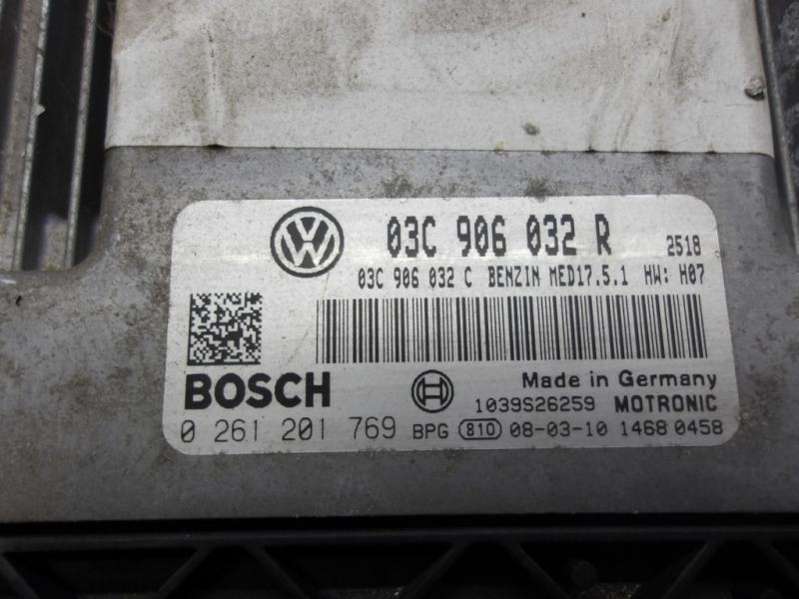 03C 906 032 R 2518
03C 906 032 C BENZIN MED17.5.1 HW: H07
BOSCH Made in Germany
1039S26259 MOTRONIC
0 261 201 769 BPG 810 08-03-10 1468 0458